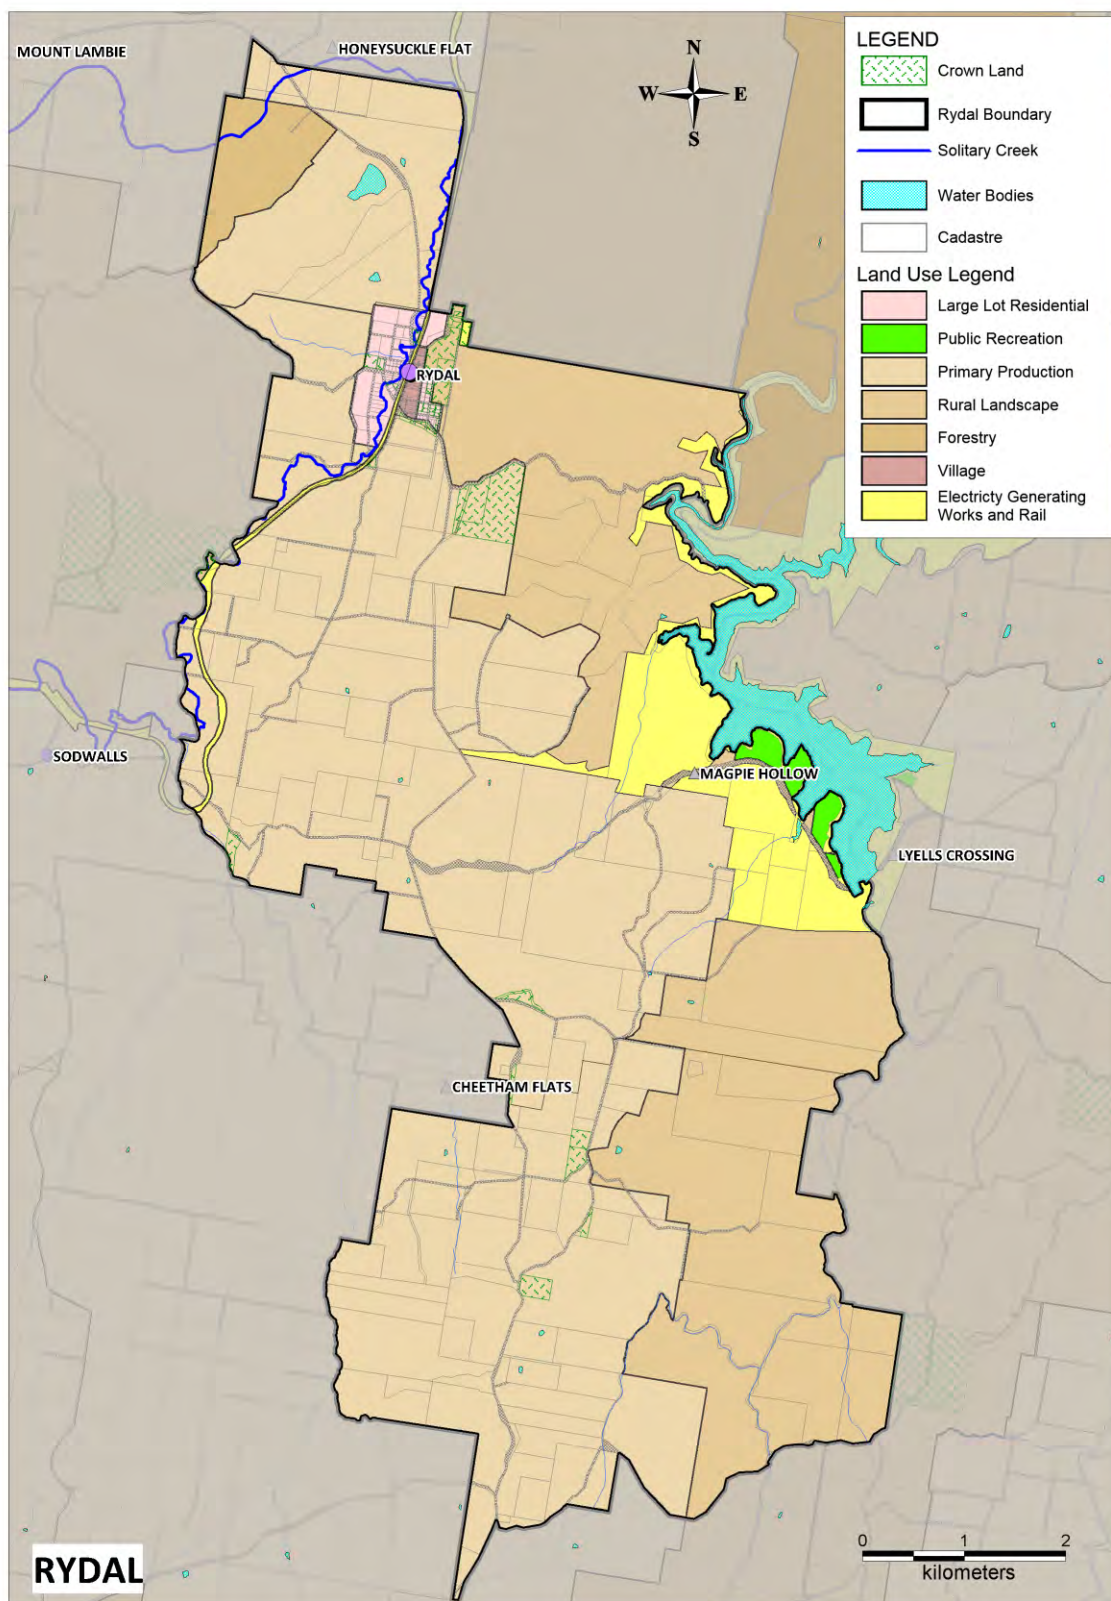 MOUNT LAMBIE
HONEYSUCKLE FLAT
N
W
E
S
LEGEND
Crown Land
Rydal Boundary
Solitary Creek
Water Bodies
Cadastre
Land Use Legend
Large Lot Residential
Public Recreation
Primary Production
Rural Landscape
Forestry
Village
Electricty Generating
Works and Rail
RYDAL
SODWALLS
MAGPIE HOLLOW
LYELLS CROSSING
CHEETHAM FLATS
RYDAL
0 1 2
kilometers